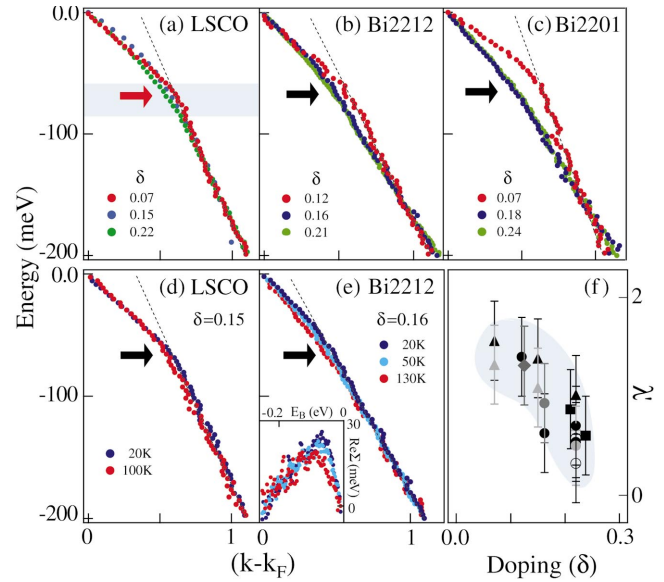 (a) LSCO
(b) Bi2212
(c) Bi2201
0.0
-100
-200
δ
0.07
0.15
0.22
δ
0.12
0.16
0.21
δ
0.07
0.18
0.24
Energy (meV)
(d) LSCO
δ=0.15
(e) Bi2212
δ=0.16
(f)
0.0
-100
-200
20K
100K
20K
50K
130K
-0.2
E_B (eV)
0
30
ReΣ (meV)
0
2
0
λ'
0
1
0
1
0.0
0.3
(k-k_F)
Doping (δ)